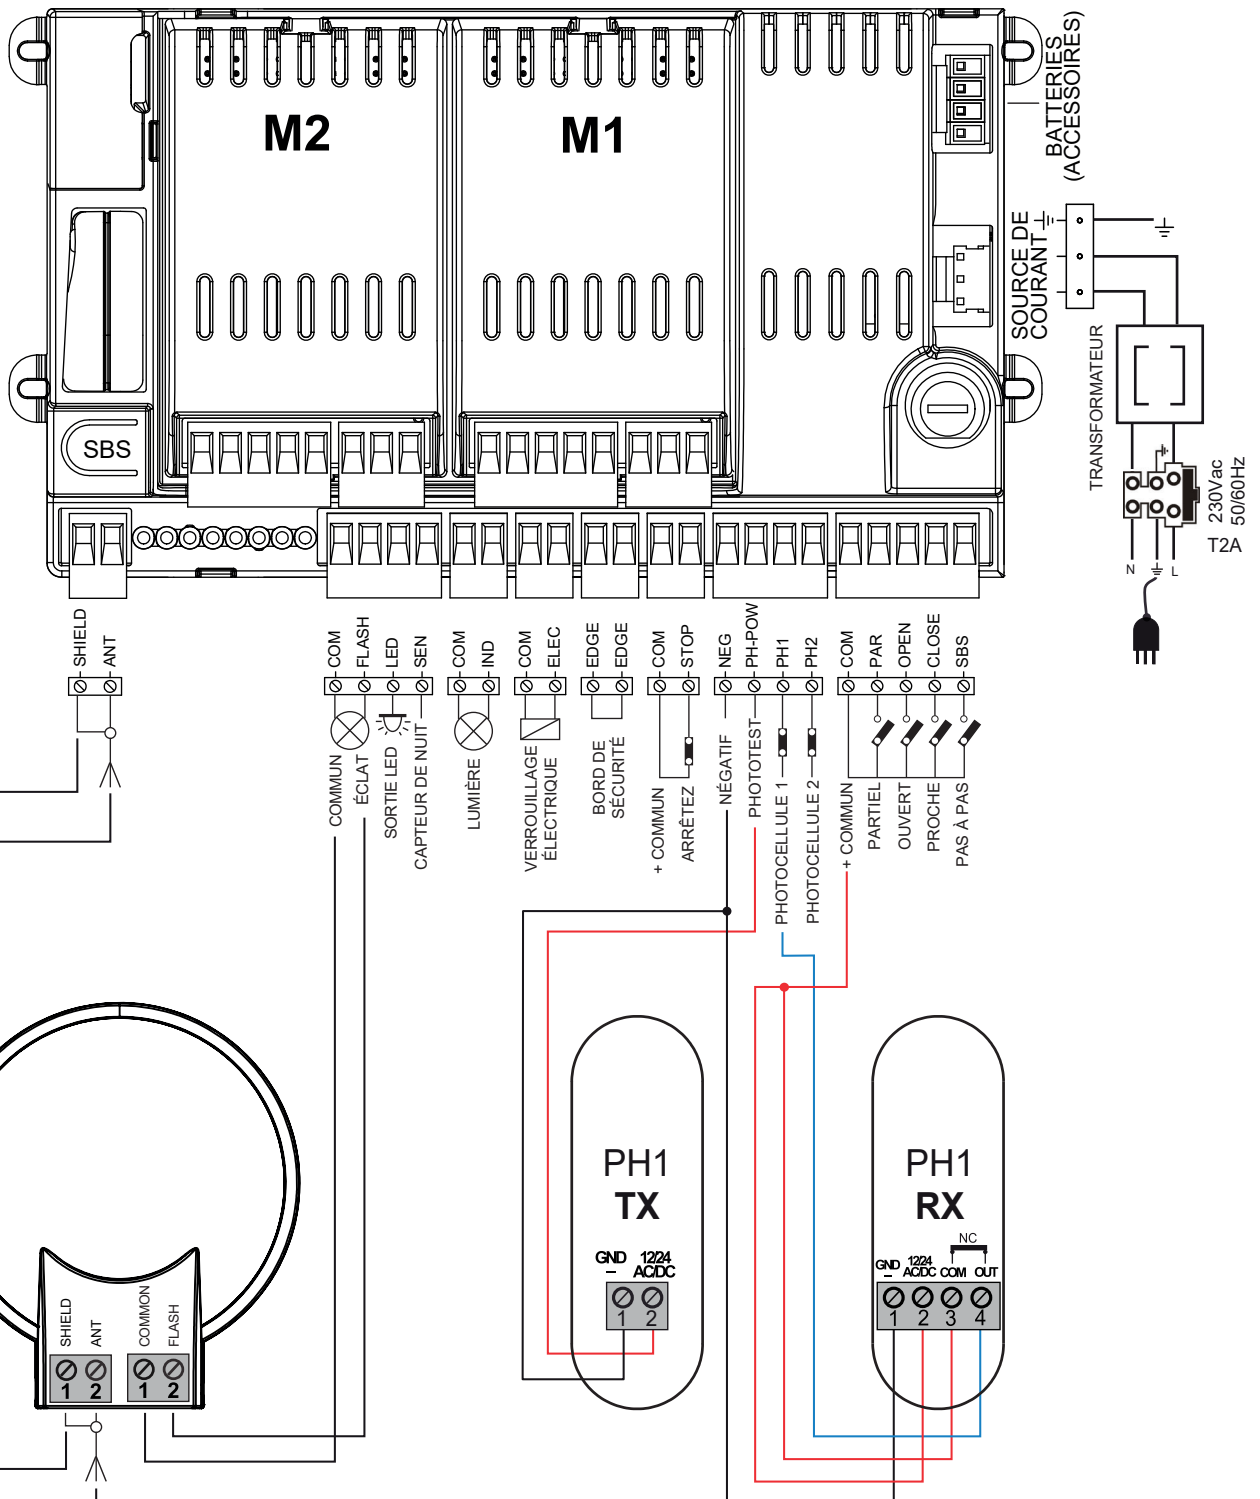 M2
M1
BATTERIES
(ACCESSOIRES)
SOURCE DE
COURANT
TRANSFORMATEUR
230Vac
50/60Hz
T2A
N
L
SBS
SHIELD
ANT
COM
FLASH
LED
SEN
COM
IND
COM
ELEC
EDGE
EDGE
COM
STOP
NEG
PH-POW
PH1
PH2
COM
PAR
OPEN
CLOSE
SBS
COMMUN
ÉCLAT
SORTIE LED
CAPTEUR DE NUIT
LUMIÈRE
VERROUILLAGE
ÉLECTRIQUE
BORD DE
SÉCURITÉ
+ COMMUN
ARRÊTEZ
NÉGATIF
PHOTOTEST
PHOTOCELLULE 1
PHOTOCELLULE 2
+ COMMUN
PARTIEL
OUVERT
PROCHE
PAS À PAS
PH1
TX
GND
–
12/24
AC/DC
1 2
PH1
RX
NC
GND
–
12/24
AC/DC
COM
OUT
1 2 3 4
SHIELD
ANT
COMMON
FLASH
1 2
1 2